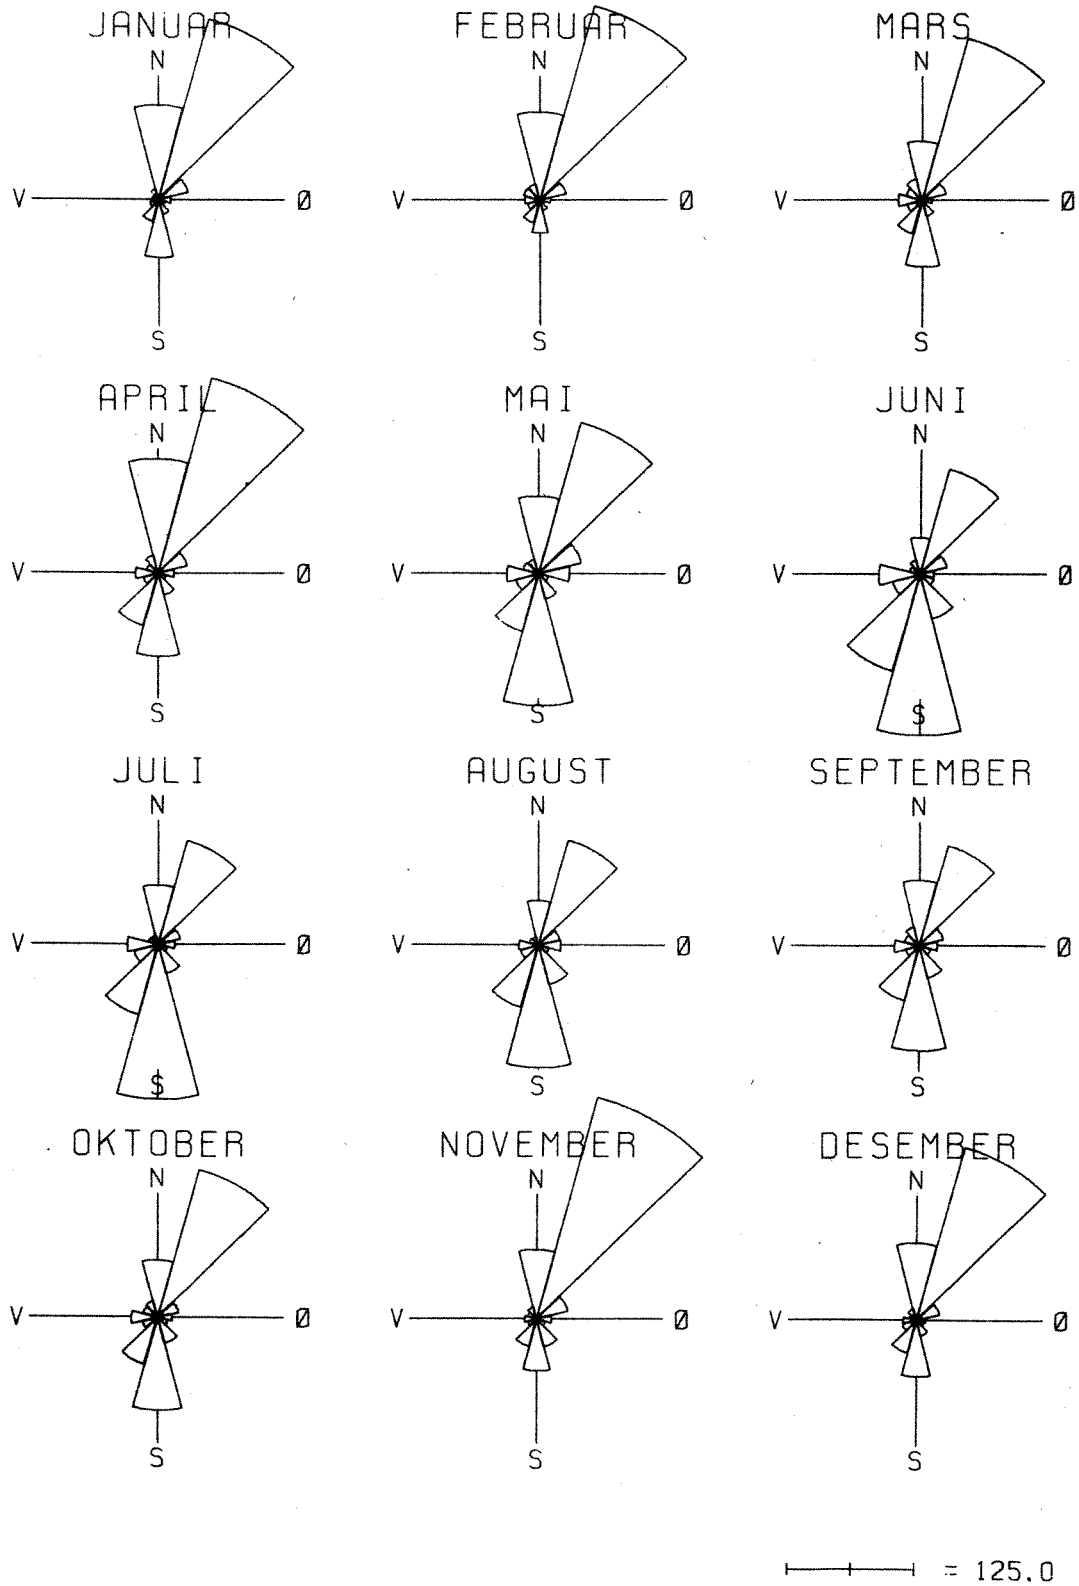 JANUAR FEBRUAR MARS
N N N
V Ø V Ø V Ø
S S S
APRIL MAI JUNI
N N N
V Ø V Ø V Ø
S S S
JULI AUGUST SEPTEMBER
N N N
V Ø V Ø V Ø
S S S
OKTOBER NOVEMBER DESEMBER
N N N
V Ø V Ø V Ø
S S S
= 125.0